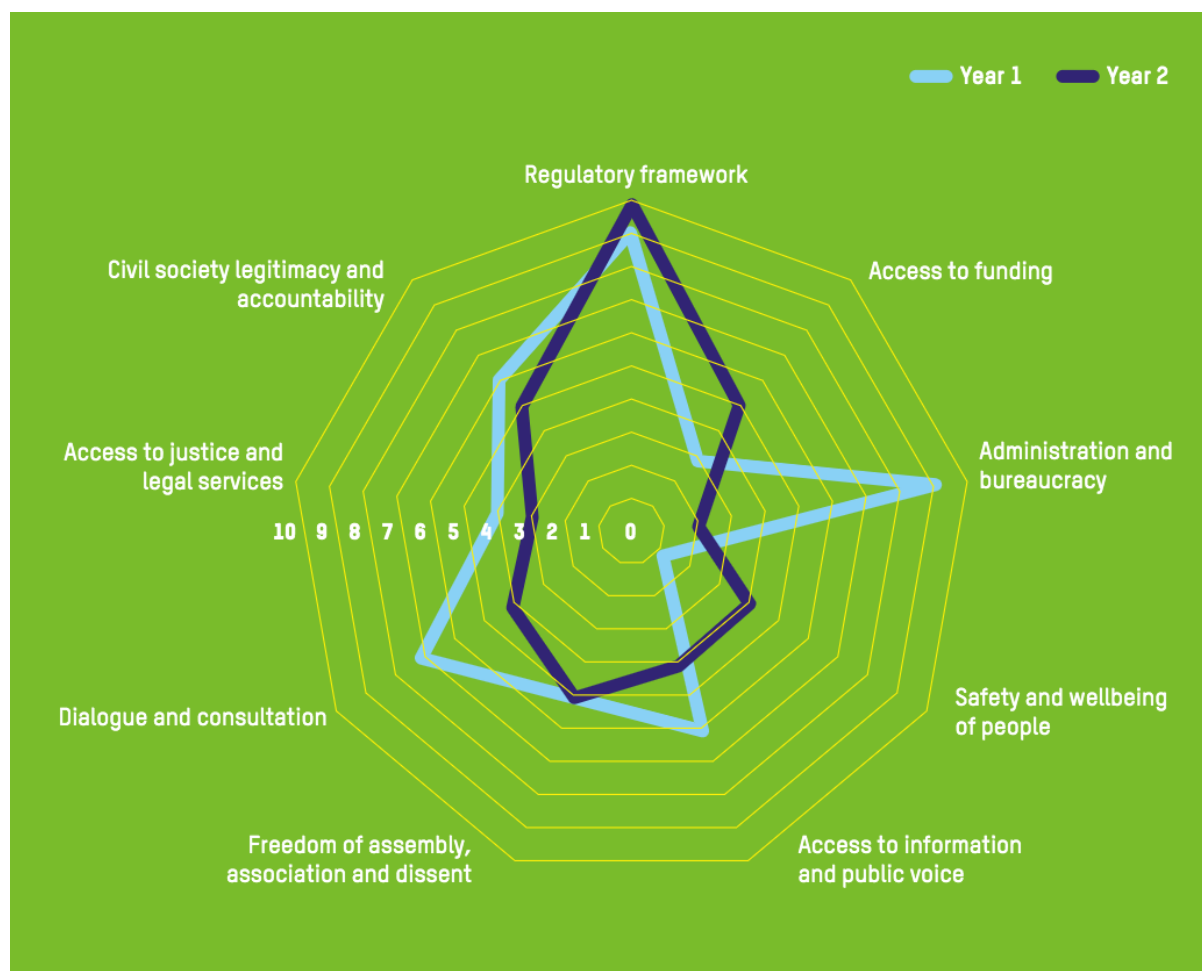 Year 1
Year 2
Regulatory framework
Civil society legitimacy and
accountability
Access to funding
Access to justice and
legal services
Administration and
bureaucracy
10 9 8 7 6 5 4 3 2 1 0
Dialogue and consultation
Safety and wellbeing
of people
Freedom of assembly,
association and dissent
Access to information
and public voice